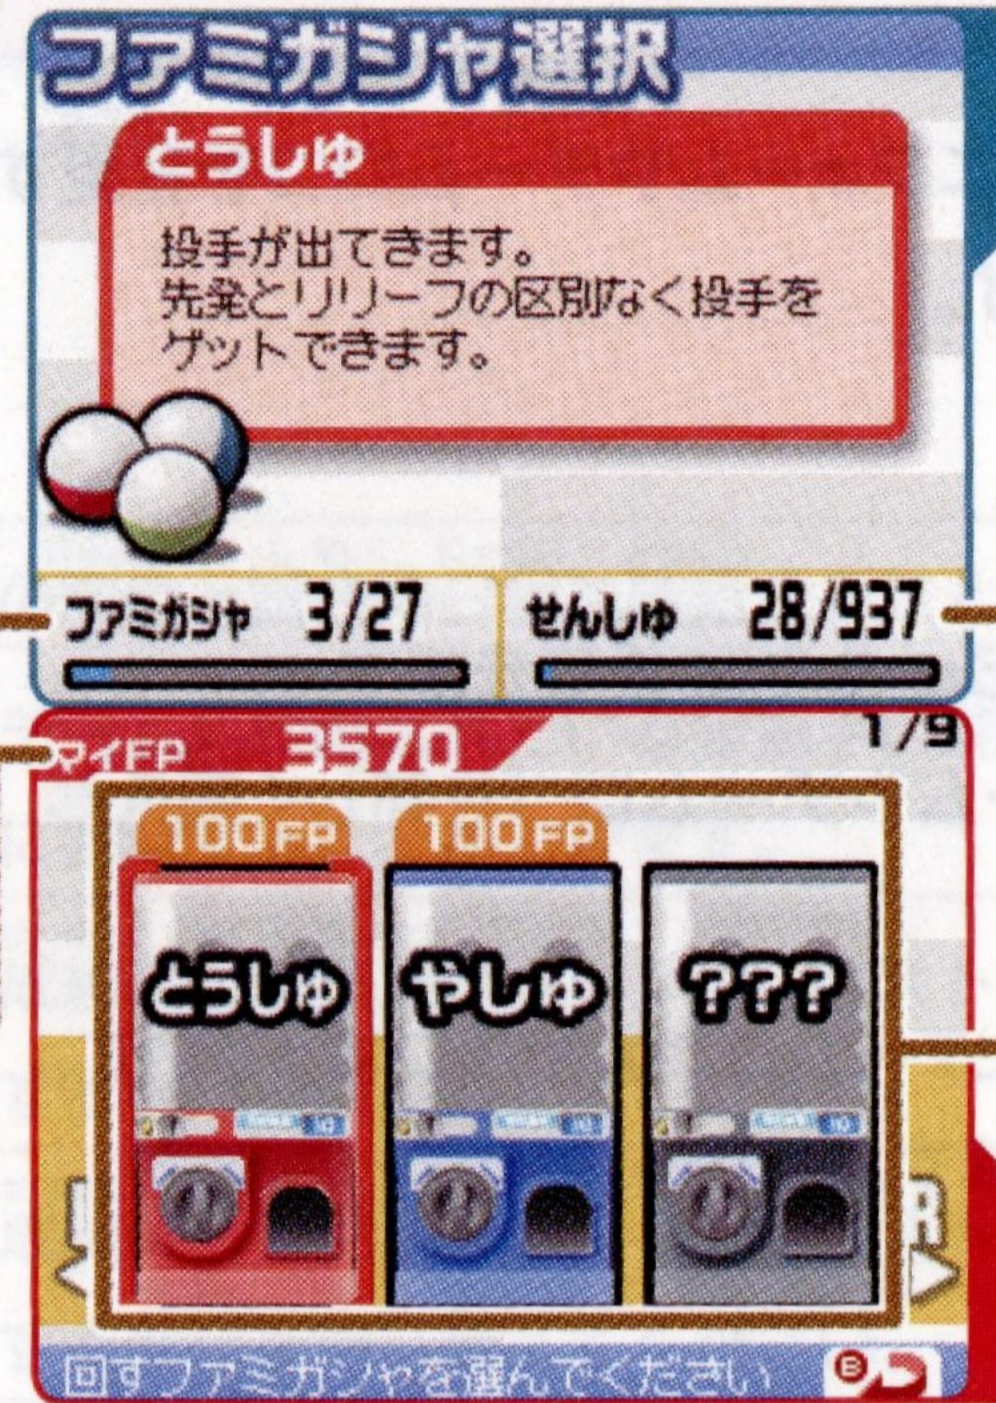 ファミガシャ選択
とうしゅ
投手が出てきます。
先発とリリーフの区別なく投手を
ゲットできます。
ファミガシャ 3/27
せんしゅ 28/937
マイFP 3570
1/9
100FP
100FP
とうしゅ
やしゅ
???
R
回すファミガシャを選んでください
B